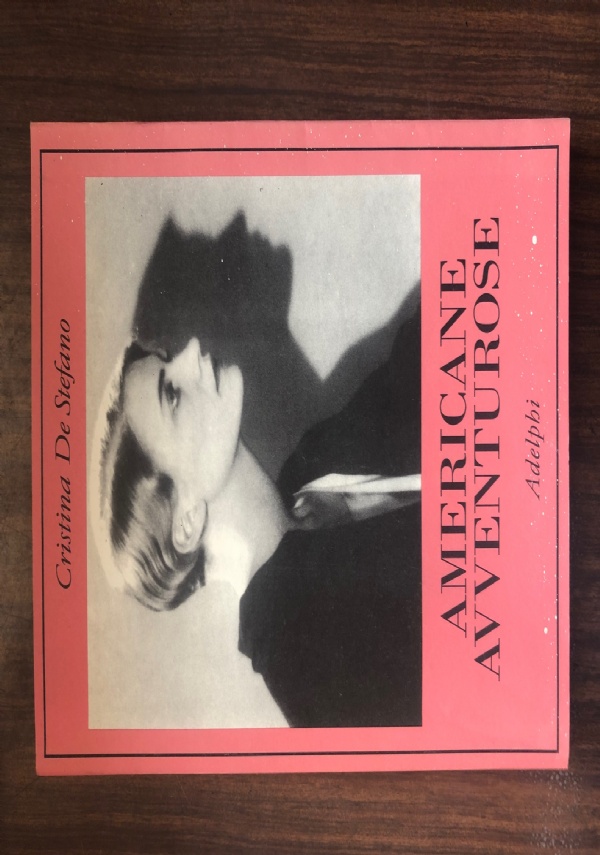 Cristina De Stefano
AMERICANE
AVVENTUROSE
Adelphi